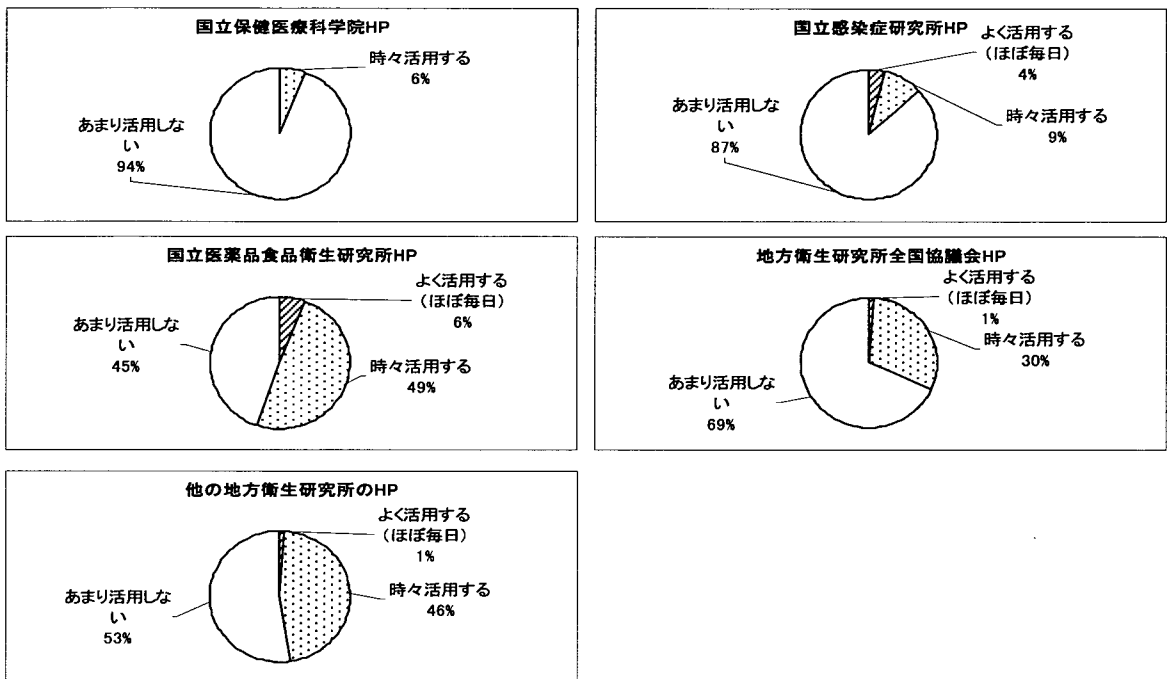 国立保健医療科学院HP
時々活用する
6%
あまり活用しな
い
94%
国立感染症研究所HP
よく活用する
（ほぼ毎日）
4%
時々活用する
9%
あまり活用しな
い
87%
国立医薬品食品衛生研究所HP
よく活用する
（ほぼ毎日）
6%
時々活用する
49%
あまり活用しな
い
45%
地方衛生研究所全国協議会HP
よく活用する
（ほぼ毎日）
1%
時々活用する
30%
あまり活用しな
い
69%
他の地方衛生研究所のHP
よく活用する
（ほぼ毎日）
1%
時々活用する
46%
あまり活用しな
い
53%